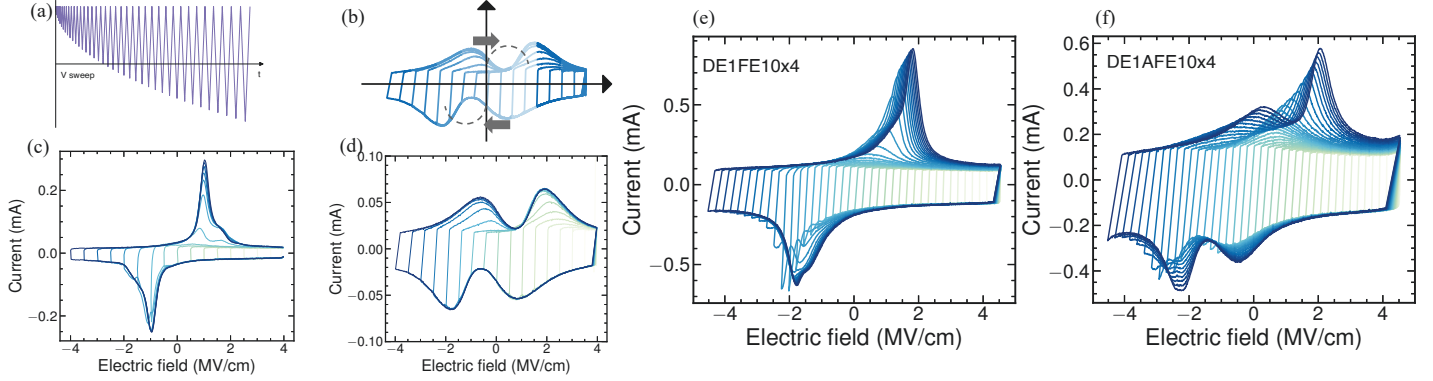 (a)
V sweep
t
(b)
(c)
Current (mA)
0.2
0.0
−0.2
−4
−2
0
2
4
Electric field (MV/cm)
(d)
Current (mA)
0.10
0.05
0.00
−0.05
−0.10
−4
−2
0
2
4
Electric field (MV/cm)
(e)
DE1FE10x4
Current (mA)
0.5
0.0
−0.5
−4
−2
0
2
4
Electric field (MV/cm)
(f)
DE1AFE10x4
Current (mA)
0.6
0.4
0.2
0.0
−0.2
−0.4
−4
−2
0
2
4
Electric field (MV/cm)